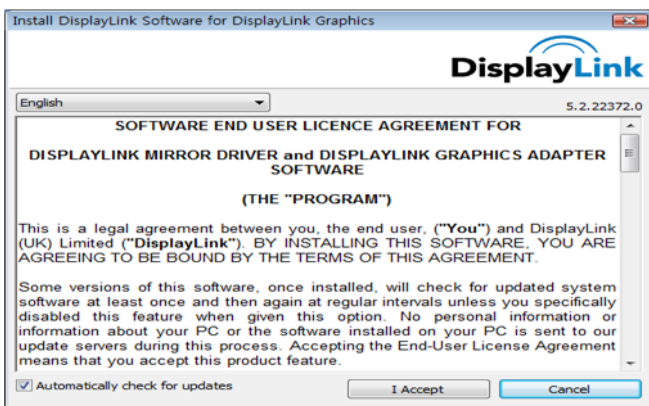 Install DisplayLink Software for DisplayLink Graphics
DisplayLink
English
5.2.22372.0
SOFTWARE END USER LICENCE AGREEMENT FOR
DISPLAYLINK MIRROR DRIVER and DISPLAYLINK GRAPHICS ADAPTER
SOFTWARE
(THE "PROGRAM")
This is a legal agreement between you, the end user, ("You") and DisplayLink
(UK) Limited ("DisplayLink"). BY INSTALLING THIS SOFTWARE, YOU ARE
AGREEING TO BE BOUND BY THE TERMS OF THIS AGREEMENT.
Some versions of this software, once installed, will check for updated system
software at least once and then again at regular intervals unless you specifically
disabled this feature when given this option. No personal information or
information about your PC or the software installed on your PC is sent to our
update servers during this process. Accepting the End-User License Agreement
means that you accept this product feature.
Automatically check for updates
I Accept
Cancel